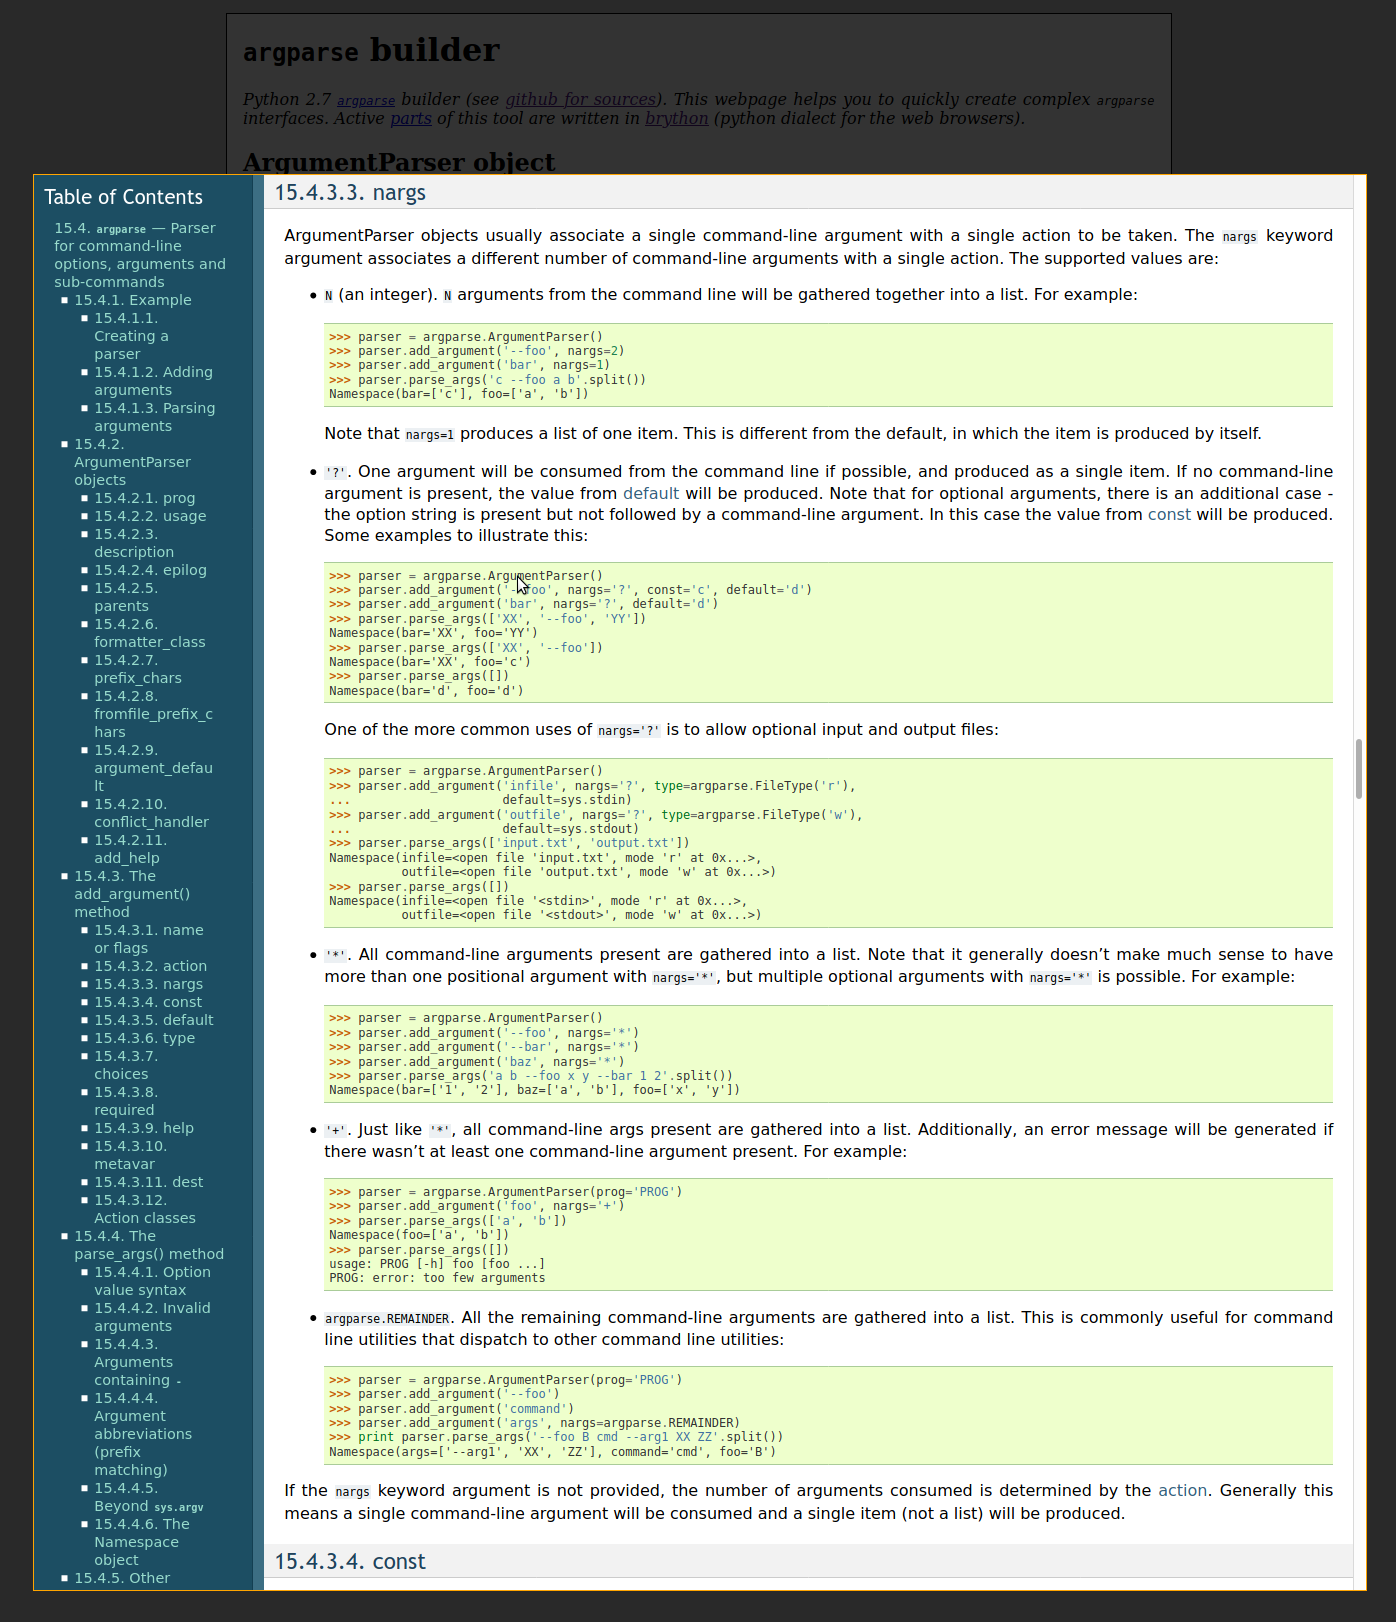 argparse builder
Python 2.7 argparse builder (see github for sources). This webpage helps you to quickly create complex argparse
interfaces. Active parts of this tool are written in brython (python dialect for the web browsers).
ArgumentParser object
Table of Contents
15.4. argparse — Parser
for command-line
options, arguments and
sub-commands
15.4.1. Example
15.4.1.1.
Creating a
parser
15.4.1.2. Adding
arguments
15.4.1.3. Parsing
arguments
15.4.2.
ArgumentParser
objects
15.4.2.1. prog
15.4.2.2. usage
15.4.2.3.
description
15.4.2.4. epilog
15.4.2.5.
parents
15.4.2.6.
formatter_class
15.4.2.7.
prefix_chars
15.4.2.8.
fromfile_prefix_c
hars
15.4.2.9.
argument_defau
lt
15.4.2.10.
conflict_handler
15.4.2.11.
add_help
15.4.3. The
add_argument()
method
15.4.3.1. name
or flags
15.4.3.2. action
15.4.3.3. nargs
15.4.3.4. const
15.4.3.5. default
15.4.3.6. type
15.4.3.7.
choices
15.4.3.8.
required
15.4.3.9. help
15.4.3.10.
metavar
15.4.3.11. dest
15.4.3.12.
Action classes
15.4.4. The
parse_args() method
15.4.4.1. Option
value syntax
15.4.4.2. Invalid
arguments
15.4.4.3.
Arguments
containing -
15.4.4.4.
Argument
abbreviations
(prefix
matching)
15.4.4.5.
Beyond sys.argv
15.4.4.6. The
Namespace
object
15.4.5. Other
15.4.3.3. nargs
ArgumentParser objects usually associate a single command-line argument with a single action to be taken. The nargs keyword
argument associates a different number of command-line arguments with a single action. The supported values are:
N (an integer). N arguments from the command line will be gathered together into a list. For example:
>>> parser = argparse.ArgumentParser()
>>> parser.add_argument('--foo', nargs=2)
>>> parser.add_argument('bar', nargs=1)
>>> parser.parse_args('c --foo a b'.split())
Namespace(bar=['c'], foo=['a', 'b'])
Note that nargs=1 produces a list of one item. This is different from the default, in which the item is produced by itself.
'?'. One argument will be consumed from the command line if possible, and produced as a single item. If no command-line
argument is present, the value from default will be produced. Note that for optional arguments, there is an additional case -
the option string is present but not followed by a command-line argument. In this case the value from const will be produced.
Some examples to illustrate this:
>>> parser = argparse.ArgumentParser()
>>> parser.add_argument('--foo', nargs='?', const='c', default='d')
>>> parser.add_argument('bar', nargs='?', default='d')
>>> parser.parse_args(['XX', '--foo', 'YY'])
Namespace(bar='XX', foo='YY')
>>> parser.parse_args(['XX', '--foo'])
Namespace(bar='XX', foo='c')
>>> parser.parse_args([])
Namespace(bar='d', foo='d')
One of the more common uses of nargs='?' is to allow optional input and output files:
>>> parser = argparse.ArgumentParser()
>>> parser.add_argument('infile', nargs='?', type=argparse.FileType('r'),
...                     default=sys.stdin)
>>> parser.add_argument('outfile', nargs='?', type=argparse.FileType('w'),
...                     default=sys.stdout)
>>> parser.parse_args(['input.txt', 'output.txt'])
Namespace(infile=<open file 'input.txt', mode 'r' at 0x...>,
          outfile=<open file 'output.txt', mode 'w' at 0x...>)
>>> parser.parse_args([])
Namespace(infile=<open file '<stdin>', mode 'r' at 0x...>,
          outfile=<open file '<stdout>', mode 'w' at 0x...>)
'*'. All command-line arguments present are gathered into a list. Note that it generally doesn’t make much sense to have
more than one positional argument with nargs='*', but multiple optional arguments with nargs='*' is possible. For example:
>>> parser = argparse.ArgumentParser()
>>> parser.add_argument('--foo', nargs='*')
>>> parser.add_argument('--bar', nargs='*')
>>> parser.add_argument('baz', nargs='*')
>>> parser.parse_args('a b --foo x y --bar 1 2'.split())
Namespace(bar=['1', '2'], baz=['a', 'b'], foo=['x', 'y'])
'+'. Just like '*', all command-line args present are gathered into a list. Additionally, an error message will be generated if
there wasn’t at least one command-line argument present. For example:
>>> parser = argparse.ArgumentParser(prog='PROG')
>>> parser.add_argument('foo', nargs='+')
>>> parser.parse_args(['a', 'b'])
Namespace(foo=['a', 'b'])
>>> parser.parse_args([])
usage: PROG [-h] foo [foo ...]
PROG: error: too few arguments
argparse.REMAINDER. All the remaining command-line arguments are gathered into a list. This is commonly useful for command
line utilities that dispatch to other command line utilities:
>>> parser = argparse.ArgumentParser(prog='PROG')
>>> parser.add_argument('--foo')
>>> parser.add_argument('command')
>>> parser.add_argument('args', nargs=argparse.REMAINDER)
>>> print parser.parse_args('--foo B cmd --arg1 XX ZZ'.split())
Namespace(args=['--arg1', 'XX', 'ZZ'], command='cmd', foo='B')
If the nargs keyword argument is not provided, the number of arguments consumed is determined by the action. Generally this
means a single command-line argument will be consumed and a single item (not a list) will be produced.
15.4.3.4. const